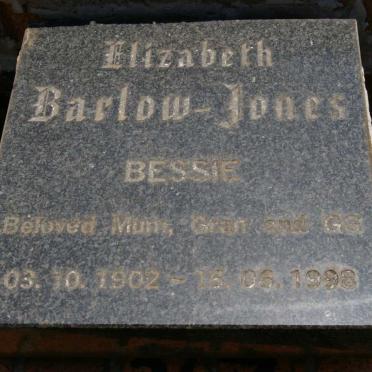 Elizabeth
Barlow-Jones
BESSIE
Beloved Mum, Gran and GG
03. 10. 1902 - 15. 06. 1998